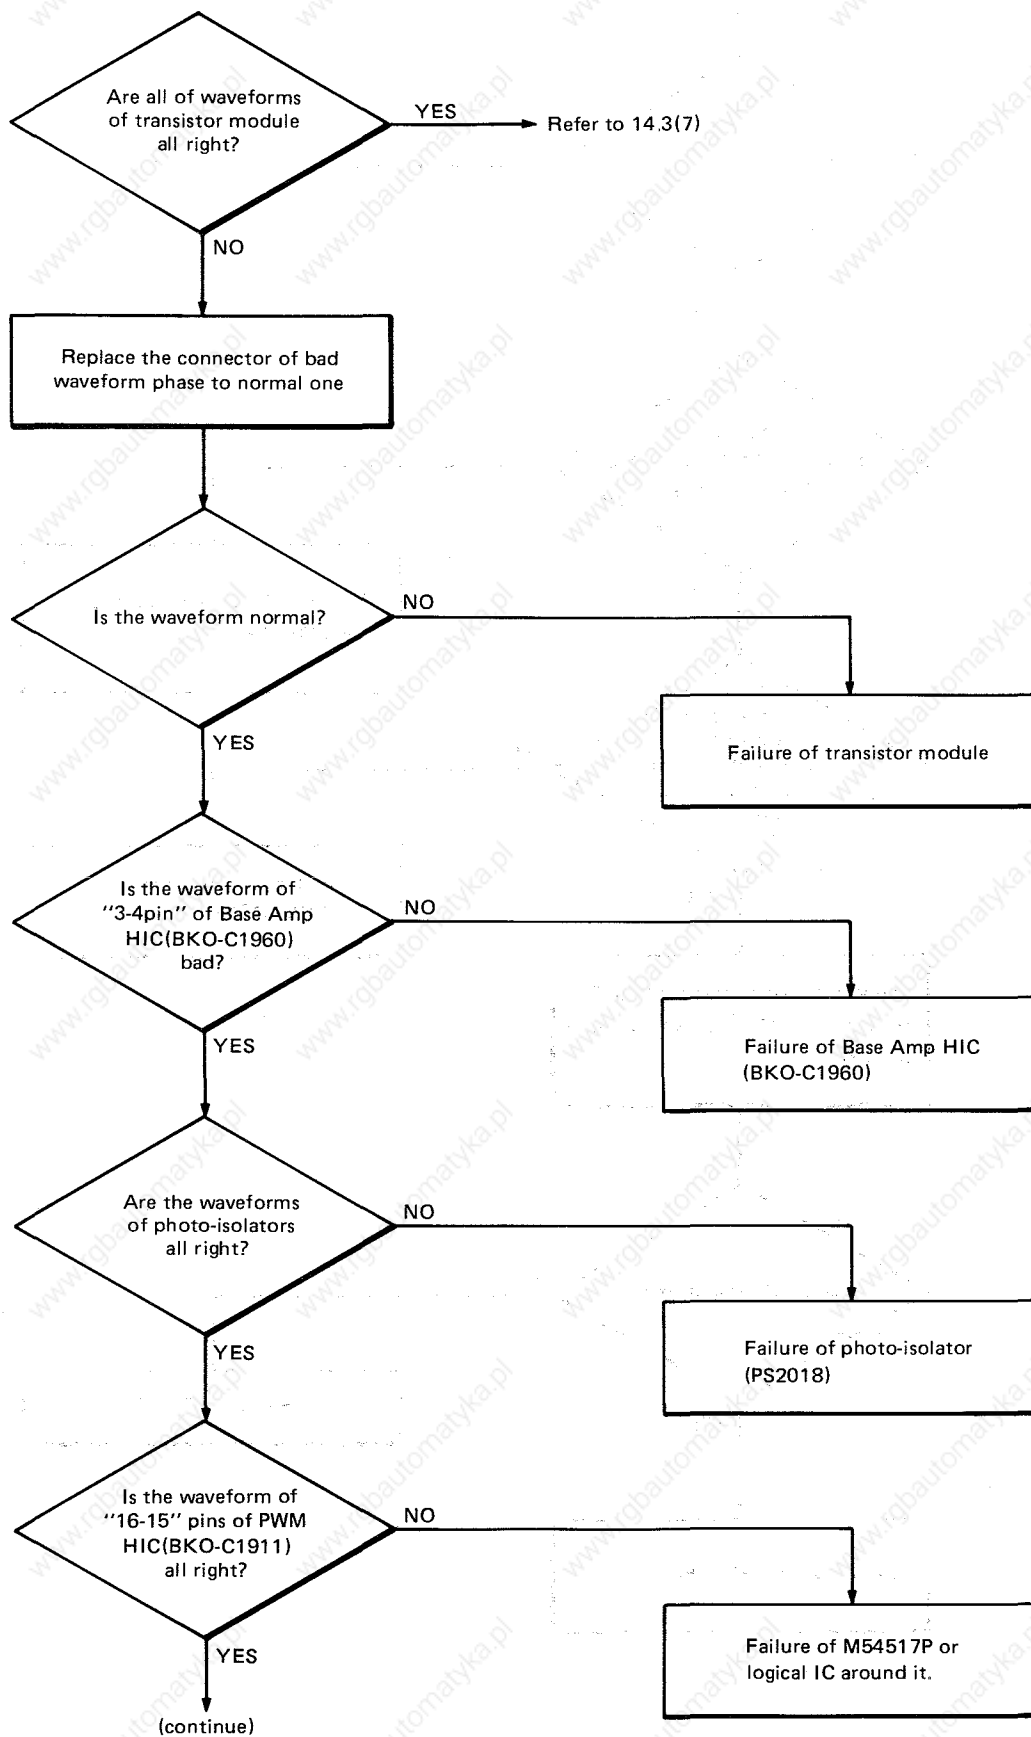 Are all of waveforms
of transistor module
all right?
YES
Refer to 14.3(7)
NO
Replace the connector of bad
waveform phase to normal one
Is the waveform normal?
NO
YES
Failure of transistor module
Is the waveform of
"3-4pin" of Base Amp
HIC(BKO-C1960)
bad?
NO
YES
Failure of Base Amp HIC
(BKO-C1960)
Are the waveforms
of photo-isolators
all right?
NO
YES
Failure of photo-isolator
(PS2018)
Is the waveform of
"16-15" pins of PWM
HIC(BKO-C1911)
all right?
NO
YES
Failure of M54517P or
logical IC around it.
(continue)
www.rgbautomatyka.pl